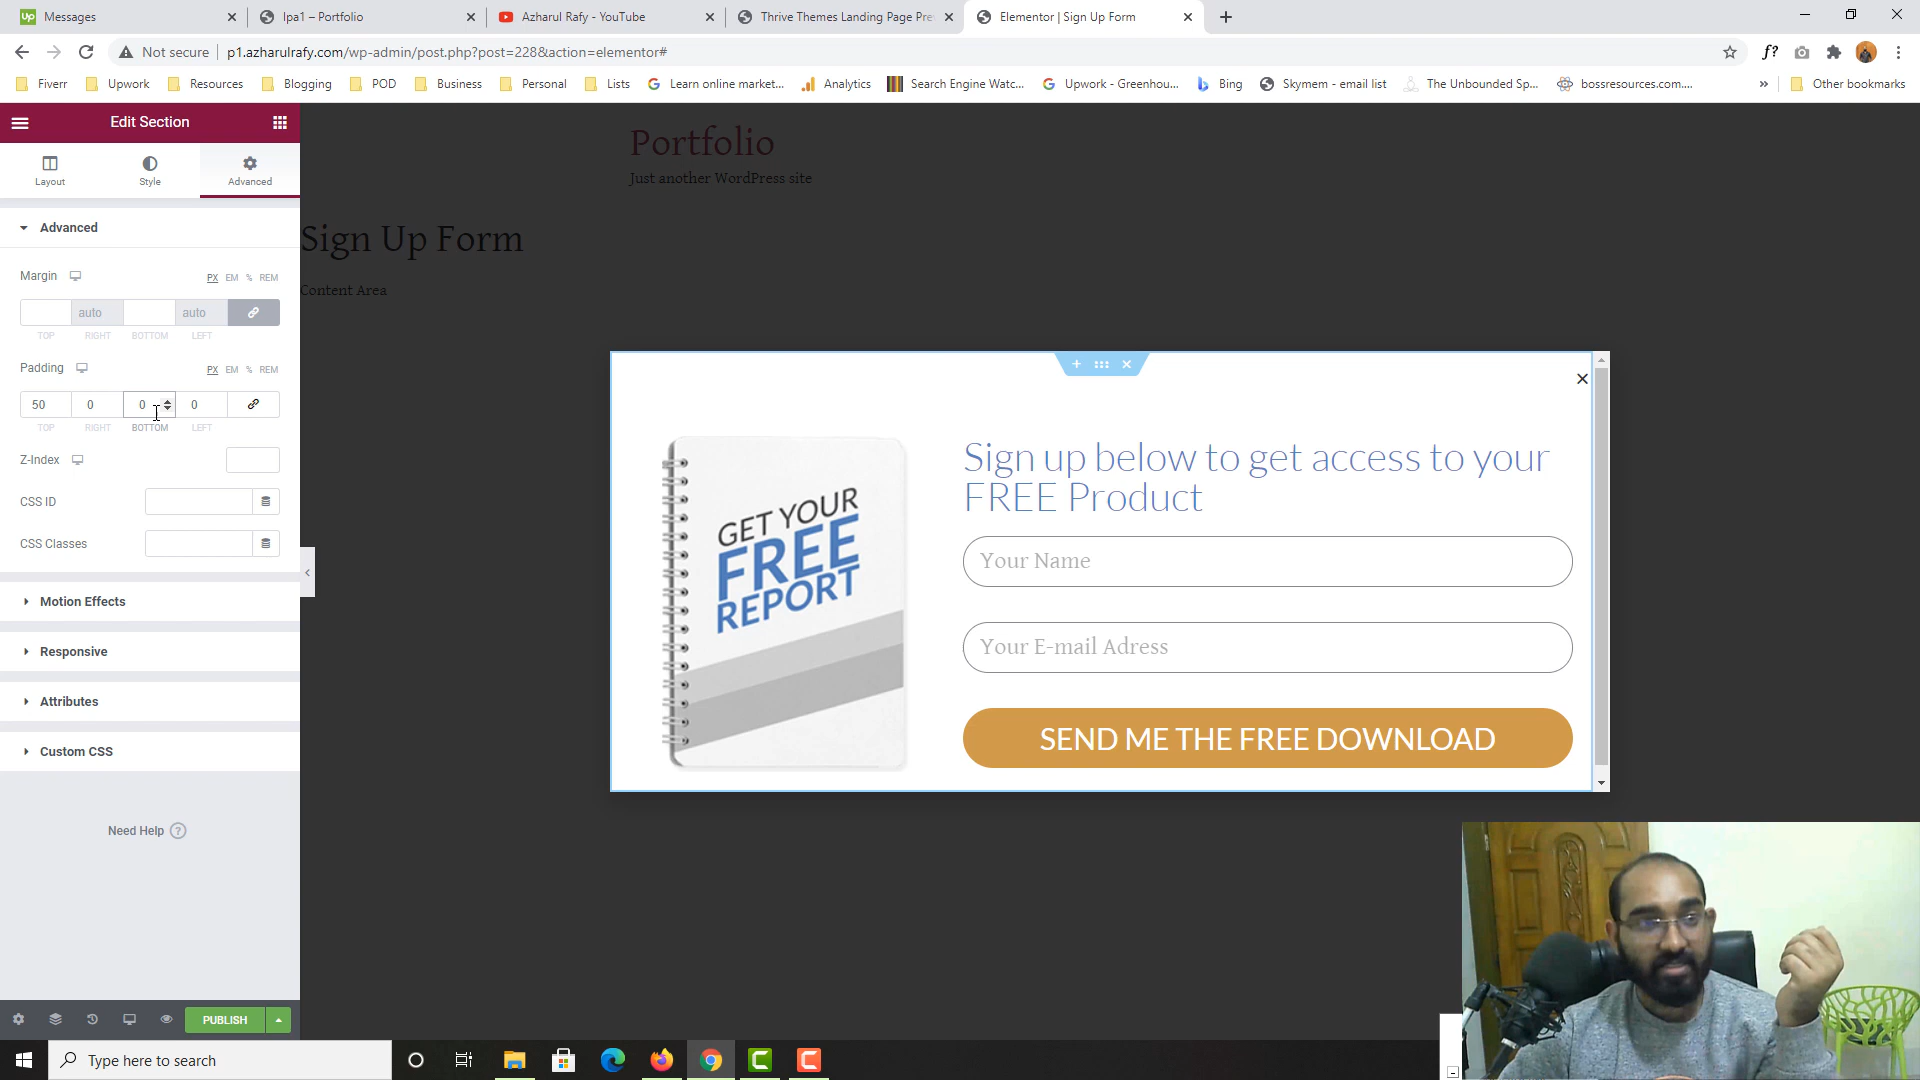 Up Messages
lpa1 – Portfolio
Azharul Rafy - YouTube
Thrive Themes Landing Page Pre
Elementor | Sign Up Form
Not secure
p1.azharulrafy.com/wp-admin/post.php?post=228&action=elementor#
f?
Fiverr
Upwork
Resources
Blogging
POD
Business
Personal
Lists
Learn online market...
Analytics
Search Engine Watc...
Upwork - Greenhou...
Bing
Skymem - email list
The Unbounded Sp...
bossresources.com...
»
Other bookmarks
Edit Section
Layout
Style
Advanced
Advanced
Margin
PX EM % REM
auto auto
TOP RIGHT BOTTOM LEFT
Padding
PX EM % REM
50 0 0 0
TOP RIGHT BOTTOM LEFT
Z-Index
CSS ID
CSS Classes
Motion Effects
Responsive
Attributes
Custom CSS
Need Help ?
PUBLISH
Portfolio
Just another WordPress site
Sign Up Form
Content Area
GET YOUR
FREE
REPORT
Sign up below to get access to your
FREE Product
Your Name
Your E-mail Adress
SEND ME THE FREE DOWNLOAD
Type here to search